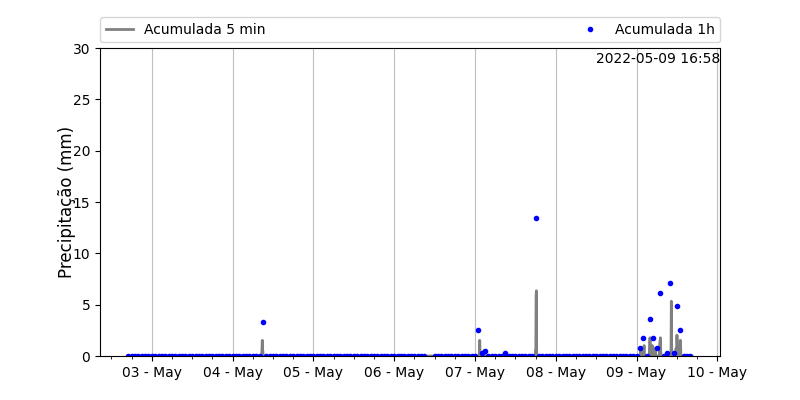 Acumulada 5 min Acumulada 1h
2022-05-09 16:58
Precipitação (mm)
30
25
20
15
10
5
0
03 - May 04 - May 05 - May 06 - May 07 - May 08 - May 09 - May 10 - May